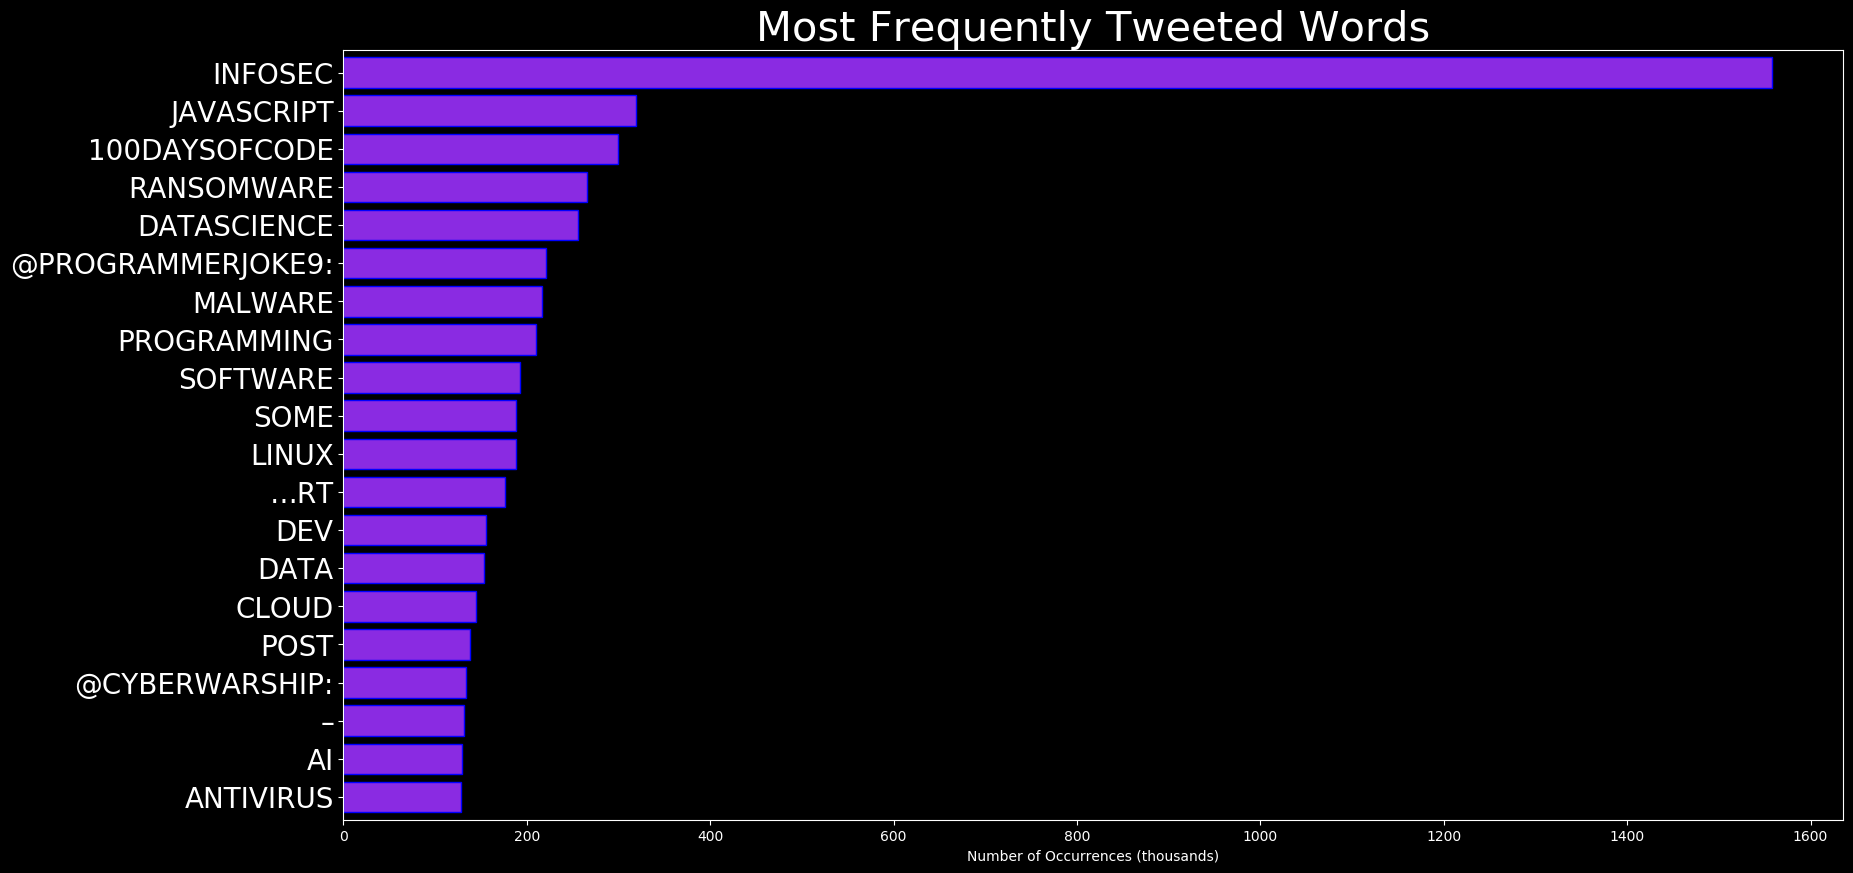 Most Frequently Tweeted Words
INFOSEC
JAVASCRIPT
100DAYSOFCODE
RANSOMWARE
DATASCIENCE
@PROGRAMMERJOKE9:
MALWARE
PROGRAMMING
SOFTWARE
SOME
LINUX
…RT
DEV
DATA
CLOUD
POST
@CYBERWARSHIP:
–
AI
ANTIVIRUS
0 200 400 600 800 1000 1200 1400 1600
Number of Occurrences (thousands)